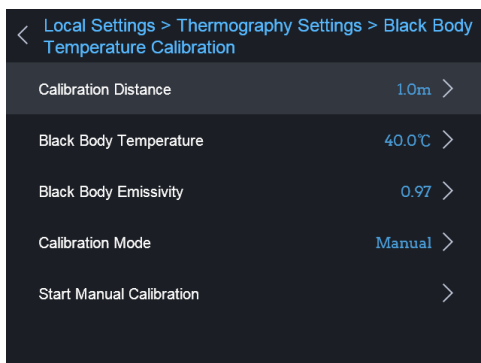 Local Settings > Thermography Settings > Black Body
Temperature Calibration
Calibration Distance 1.0m
Black Body Temperature 40.0℃
Black Body Emissivity 0.97
Calibration Mode Manual
Start Manual Calibration